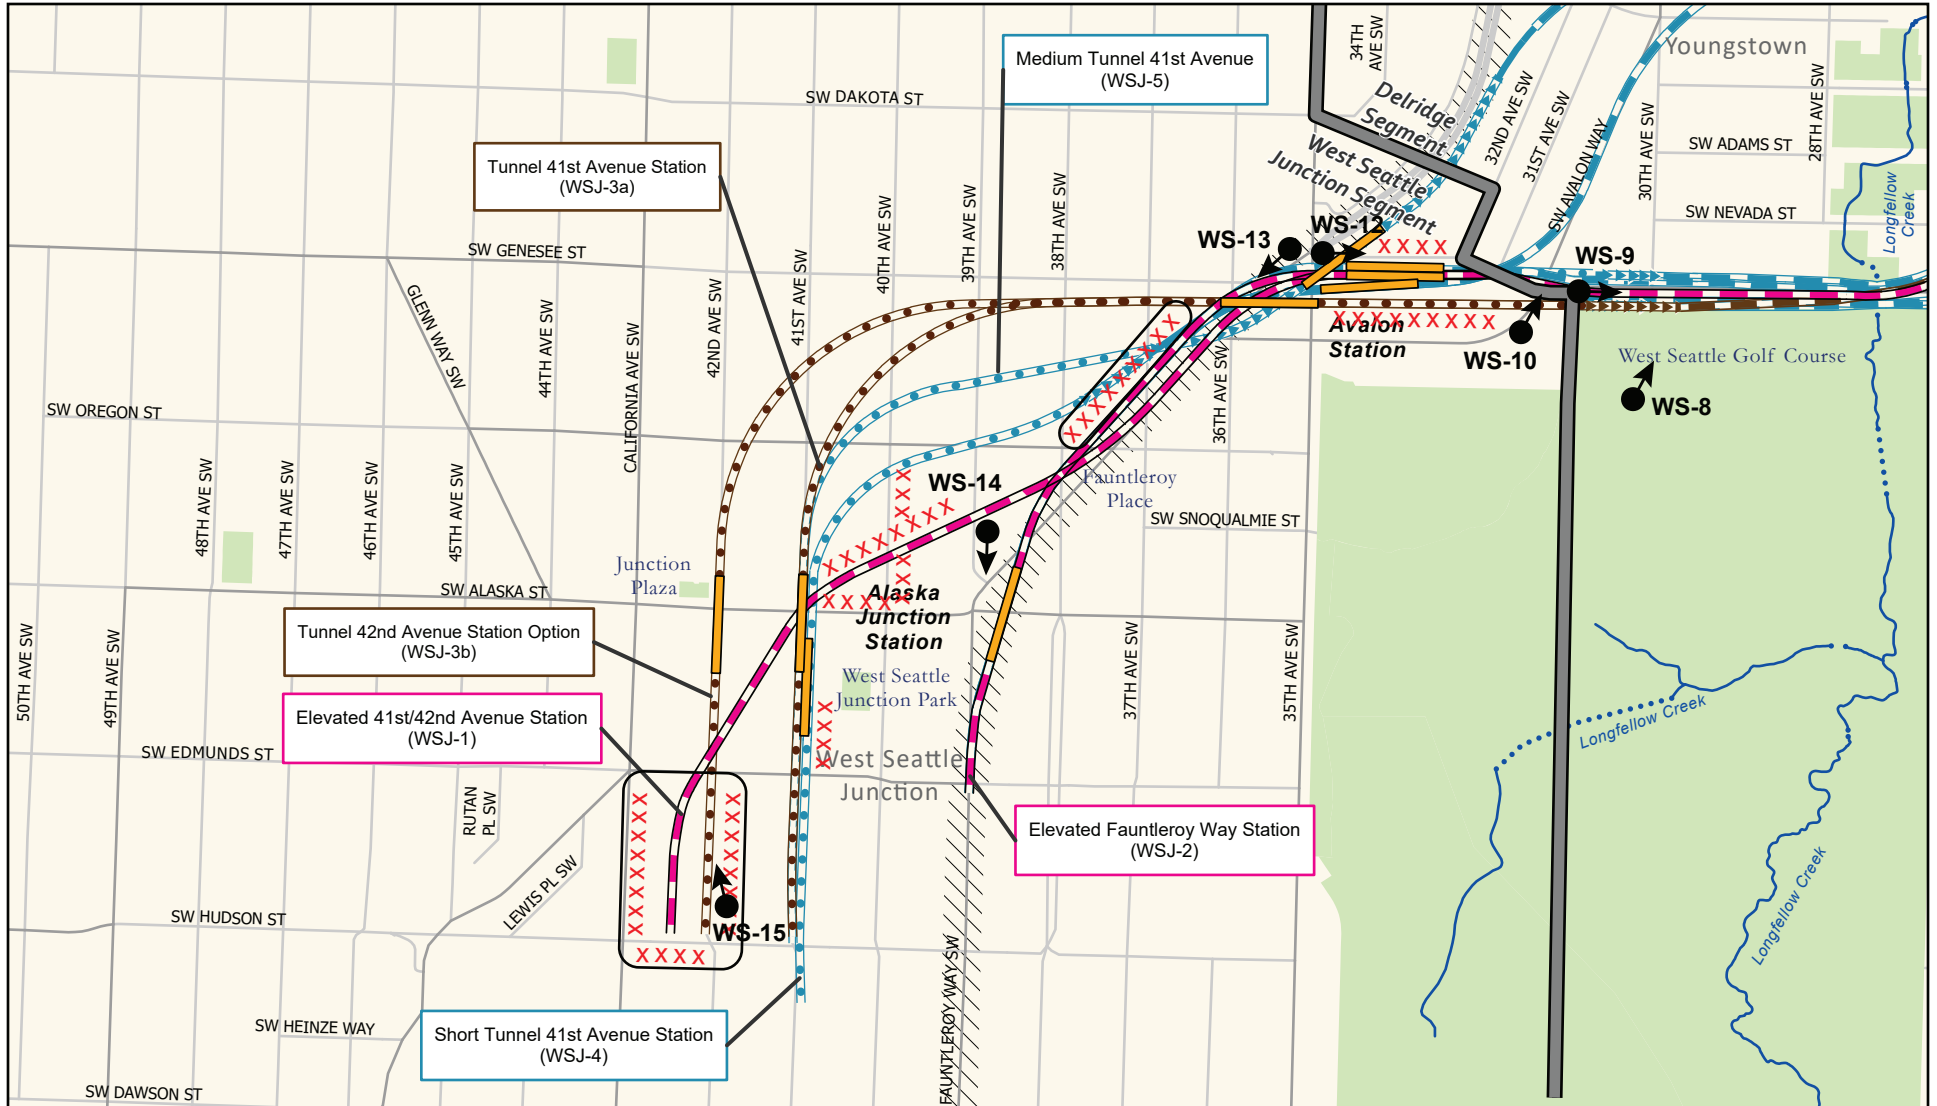 Medium Tunnel 41st Avenue
(WSJ-5)
34TH
AVE SW
Youngstown
28TH AVE SW
SW DAKOTA ST
Delridge
Segment
32ND AVE SW
31ST AVE SW
SW AVALON WAY
30TH AVE SW
SW ADAMS ST
West Seattle
Junction Segment
Tunnel 41st Avenue Station
(WSJ-3a)
40TH AVE SW
39TH AVE SW
38TH AVE SW
SW NEVADA ST
Longfellow
Creek
SW GENESEE ST
WS-13
WS-12
X X X X
WS-9
GLENN WAY SW
44TH AVE SW
CALIFORNIA AVE SW
42ND AVE SW
41ST AVE SW
X X X X X X X X X
Avalon
Station
WS-10
West Seattle Golf Course
WS-8
36TH AVE SW
X X X X X X X X X
SW OREGON ST
48TH AVE SW
47TH AVE SW
46TH AVE SW
45TH AVE SW
WS-14
Fauntleroy
Place
SW SNOQUALMIE ST
Junction
Plaza
SW ALASKA ST
Alaska
Junction
Station
50TH AVE SW
49TH AVE SW
Tunnel 42nd Avenue Station Option
(WSJ-3b)
37TH AVE SW
35TH AVE SW
West Seattle
Junction Park
Elevated 41st/42nd Avenue Station
(WSJ-1)
Longfellow Creek
SW EDMUNDS ST
West Seattle
Junction
RUTAN
PL SW
Elevated Fauntleroy Way Station
(WSJ-2)
LEWIS PL SW
SW HUDSON ST
WS-15
X X X X
Longfellow Creek
FAUNTLEROY WAY SW
SW HEINZE WAY
Short Tunnel 41st Avenue Station
(WSJ-4)
SW DAWSON ST